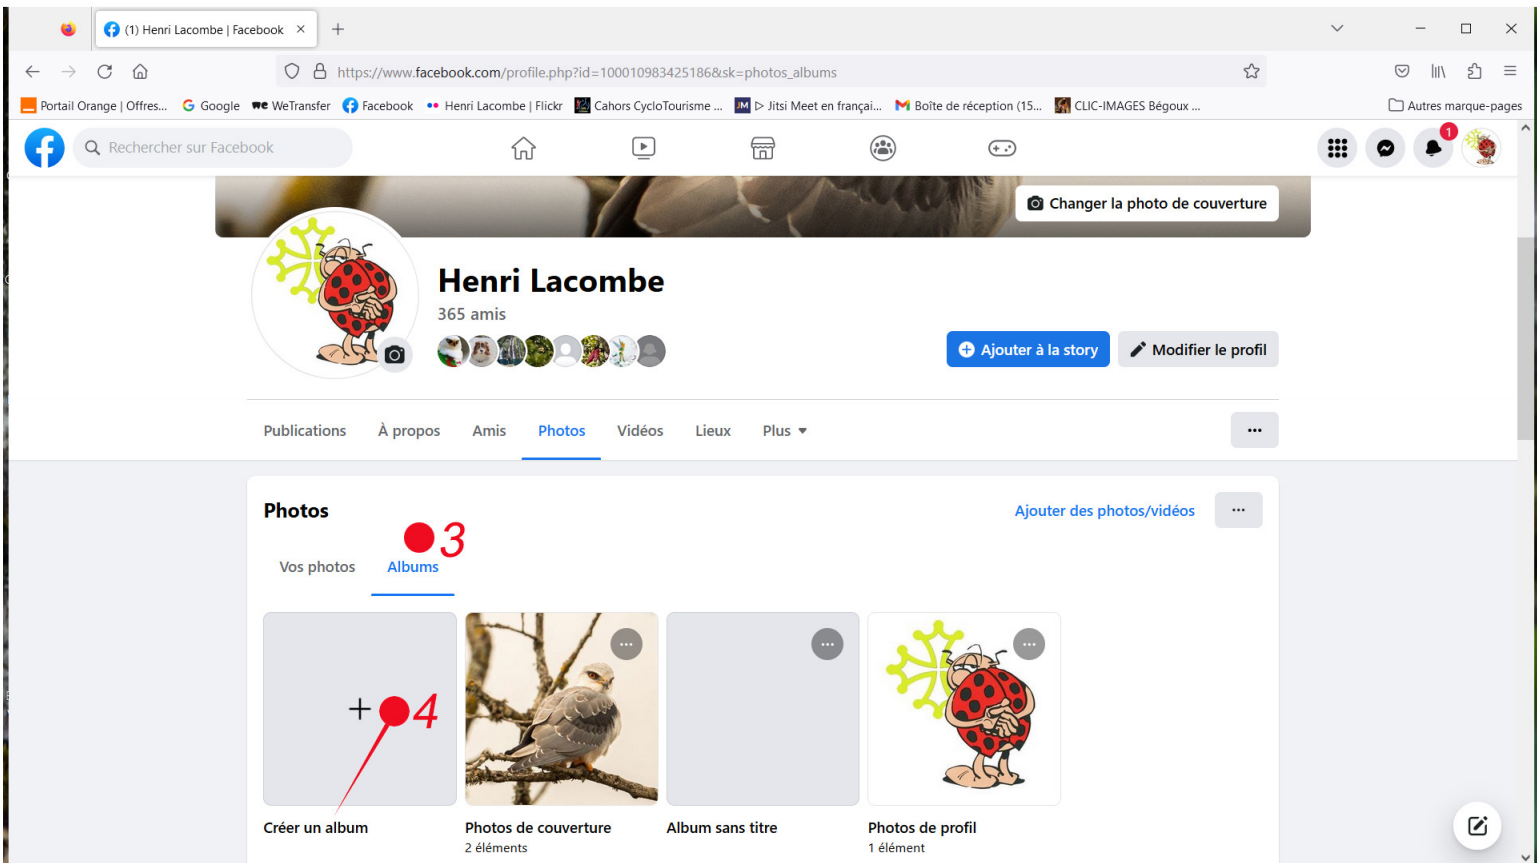 (1) Henri Lacombe | Facebook
https://www.facebook.com/profile.php?id=100010983425186&sk=photos_albums
Portail Orange | Offres... Google WeTransfer Facebook Henri Lacombe | Flickr Cahors CycloTourisme ... JM ▷ Jitsi Meet en françai... Boîte de réception (15... CLIC-IMAGES Bégoux ... Autres marque-pages
Rechercher sur Facebook
1
Changer la photo de couverture
Henri Lacombe
365 amis
Ajouter à la story
Modifier le profil
Publications À propos Amis Photos Vidéos Lieux Plus
Photos
Ajouter des photos/vidéos
3
Vos photos Albums
4
Créer un album
Photos de couverture
2 éléments
Album sans titre
Photos de profil
1 élément